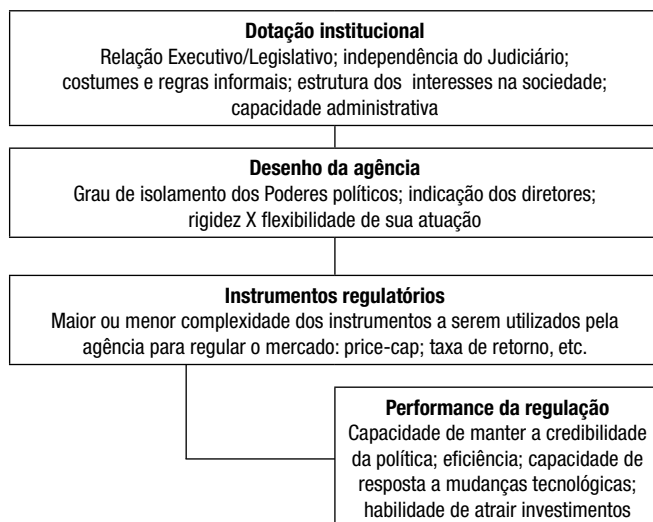 Dotação institucional
Relação Executivo/Legislativo; independência do Judiciário;
costumes e regras informais; estrutura dos interesses na sociedade;
capacidade administrativa
Desenho da agência
Grau de isolamento dos Poderes políticos; indicação dos diretores;
rigidez X flexibilidade de sua atuação
Instrumentos regulatórios
Maior ou menor complexidade dos instrumentos a serem utilizados pela
agência para regular o mercado: price-cap; taxa de retorno, etc.
Performance da regulação
Capacidade de manter a credibilidade
da política; eficiência; capacidade de
resposta a mudanças tecnológicas;
habilidade de atrair investimentos